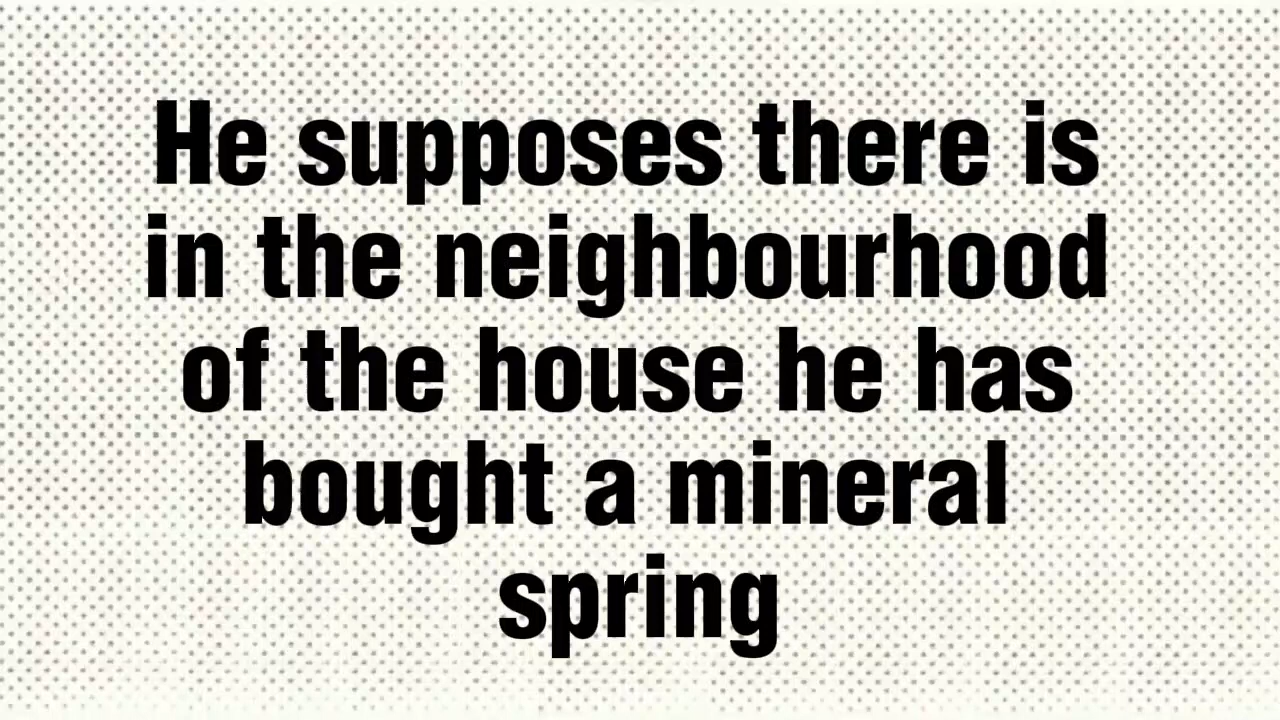 He supposes there is
in the neighbourhood
of the house he has
bought a mineral
spring